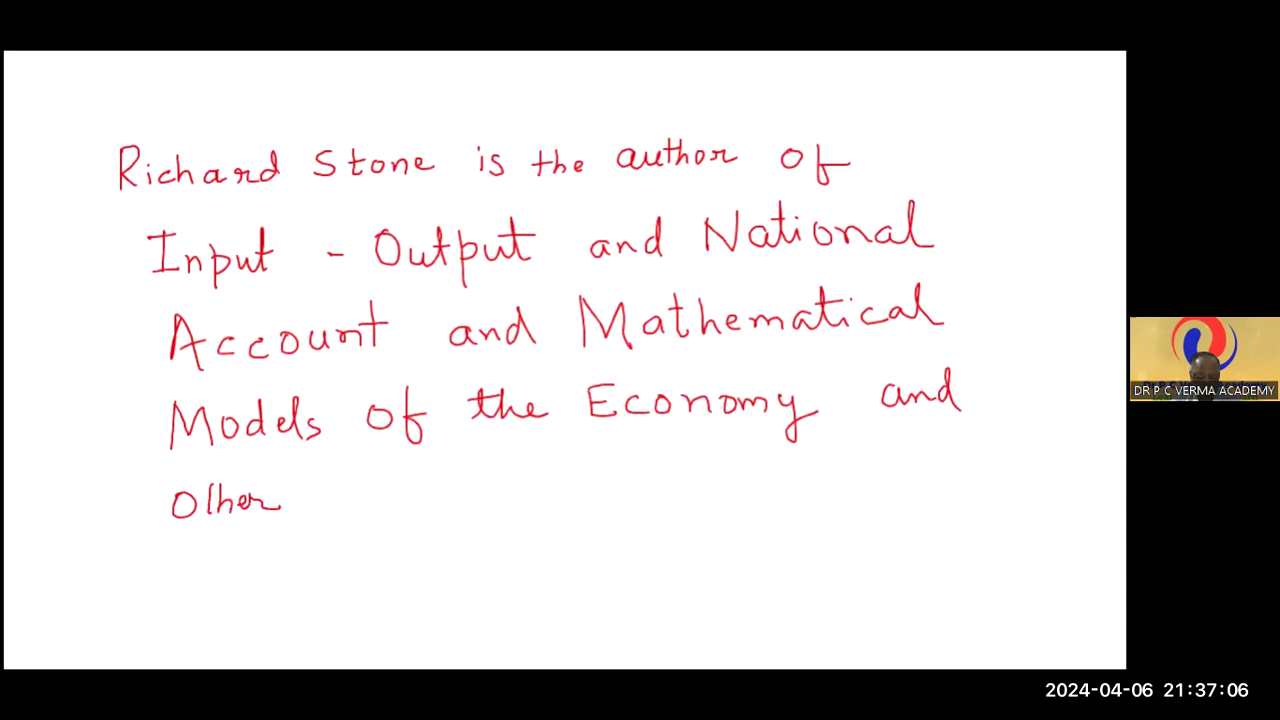 Richard Stone is the author of
Input - Output and National
Account and Mathematical
Models of the Economy and
Other
DR P C VERMA ACADEMY
2024-04-06 21:37:06